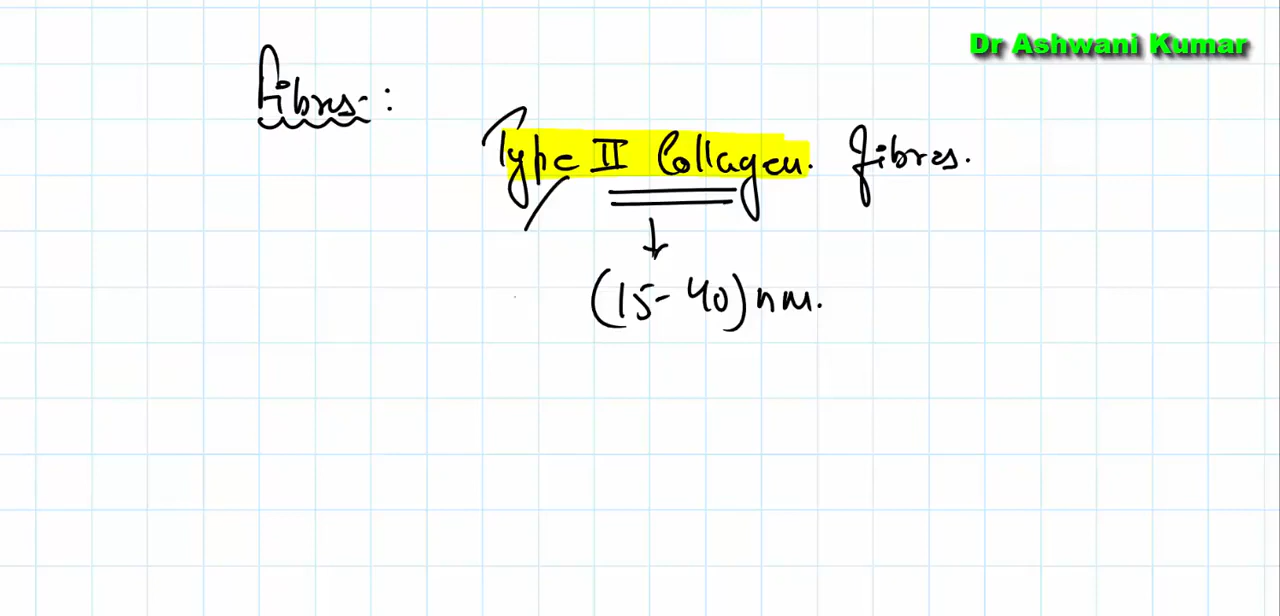 Dr Ashwani Kumar
fibres:
Type II Collagen. fibres.
(15-40) nm.